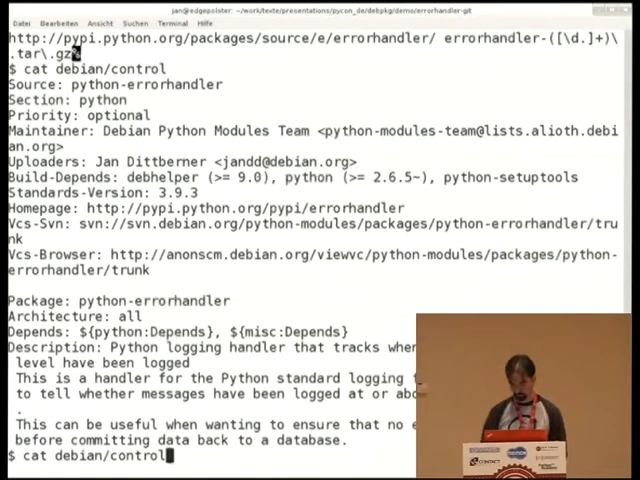 jan@edgepoloter: ~/work/texte/presentations/pycon_de/debpkg/demo/errorhandler-git
Datei Bearbeiten Ansicht Suchen Terminal Hilfe
http://pypi.python.org/packages/source/e/errorhandler/ errorhandler-([\d.]+)\
.tar\.gz%
$ cat debian/control
Source: python-errorhandler
Section: python
Priority: optional
Maintainer: Debian Python Modules Team <python-modules-team@lists.alioth.debi
an.org>
Uploaders: Jan Dittberner <jandd@debian.org>
Build-Depends: debhelper (>= 9.0), python (>= 2.6.5~), python-setuptools
Standards-Version: 3.9.3
Homepage: http://pypi.python.org/pypi/errorhandler
Vcs-Svn: svn://svn.debian.org/python-modules/packages/python-errorhandler/tru
nk
Vcs-Browser: http://anonscm.debian.org/viewvc/python-modules/packages/python-
errorhandler/trunk
Package: python-errorhandler
Architecture: all
Depends: ${python:Depends}, ${misc:Depends}
Description: Python logging handler that tracks whe
level have been logged
This is a handler for the Python standard logging
to tell whether messages have been logged at or abo
.
This can be useful when wanting to ensure that no e
before committing data back to a database.
$ cat debian/control
CONTACT